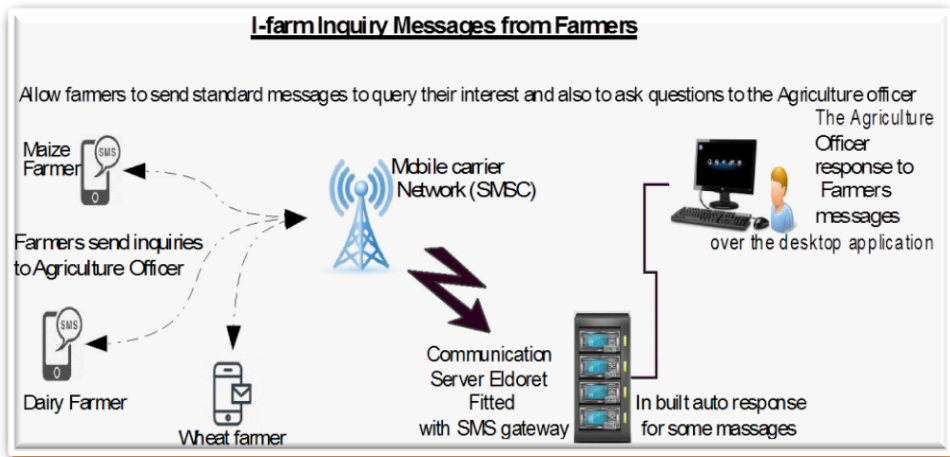 I-farm Inquiry Messages from Farmers
Allow farmers to send standard messages to query their interest and also to ask questions to the Agriculture officer
Maize
Farmer
SMS
Farmers send inquiries
to Agriculture Officer
SMS
Dairy Farmer
Wheat farmer
Mobile carrier
Network (SMSC)
Communication
Server Eldoret
Fitted
with SMS gateway
The Agriculture
Officer
response to
Farmers
messages
over the desktop application
In built auto response
for some massages